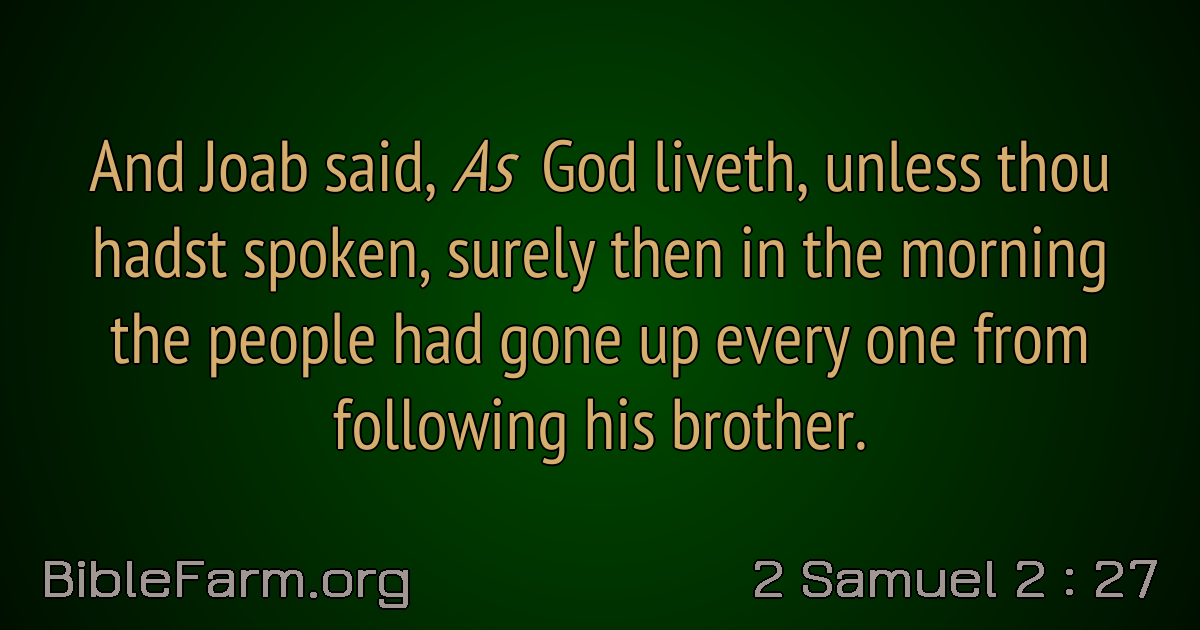 And Joab said, As God liveth, unless thou
hadst spoken, surely then in the morning
the people had gone up every one from
following his brother.
BibleFarm.org
2 Samuel 2 : 27